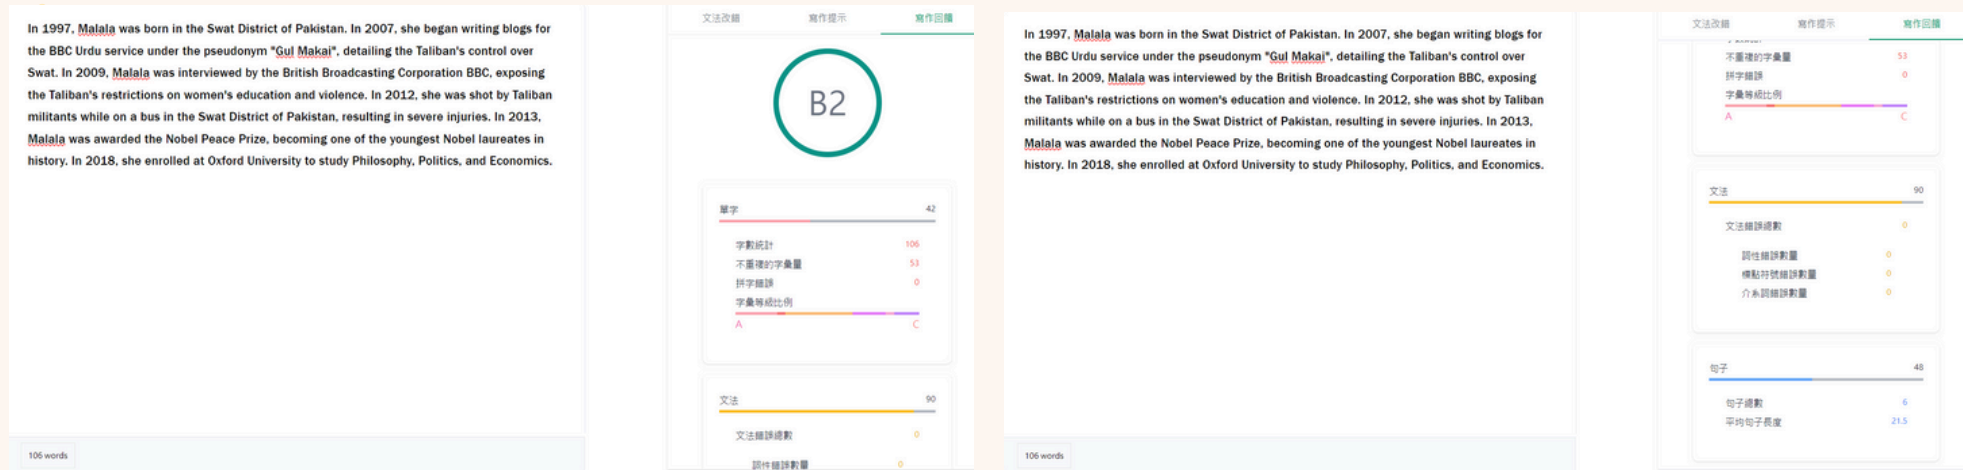 In 1997, Malala was born in the Swat District of Pakistan. In 2007, she began writing blogs for
the BBC Urdu service under the pseudonym "Gul Makai", detailing the Taliban's control over
Swat. In 2009, Malala was interviewed by the British Broadcasting Corporation BBC, exposing
the Taliban's restrictions on women's education and violence. In 2012, she was shot by Taliban
militants while on a bus in the Swat District of Pakistan, resulting in severe injuries. In 2013,
Malala was awarded the Nobel Peace Prize, becoming one of the youngest Nobel laureates in
history. In 2018, she enrolled at Oxford University to study Philosophy, Politics, and Economics.
106 words
文法改錯 寫作提示 寫作回饋
B2
單字 42
字數統計 106
不重複的字彙量 53
拼字錯誤 0
字彙等級比例
A C
文法 90
文法錯誤總數 0
詞性錯誤數量 0
In 1997, Malala was born in the Swat District of Pakistan. In 2007, she began writing blogs for
the BBC Urdu service under the pseudonym "Gul Makai", detailing the Taliban's control over
Swat. In 2009, Malala was interviewed by the British Broadcasting Corporation BBC, exposing
the Taliban's restrictions on women's education and violence. In 2012, she was shot by Taliban
militants while on a bus in the Swat District of Pakistan, resulting in severe injuries. In 2013,
Malala was awarded the Nobel Peace Prize, becoming one of the youngest Nobel laureates in
history. In 2018, she enrolled at Oxford University to study Philosophy, Politics, and Economics.
106 words
文法改錯 寫作提示 寫作回饋
不重複的字彙量 53
拼字錯誤 0
字彙等級比例
A C
文法 90
文法錯誤總數 0
詞性錯誤數量 0
標點符號錯誤數量 0
介系詞錯誤數量 0
句子 48
句子總數 6
平均句子長度 21.5